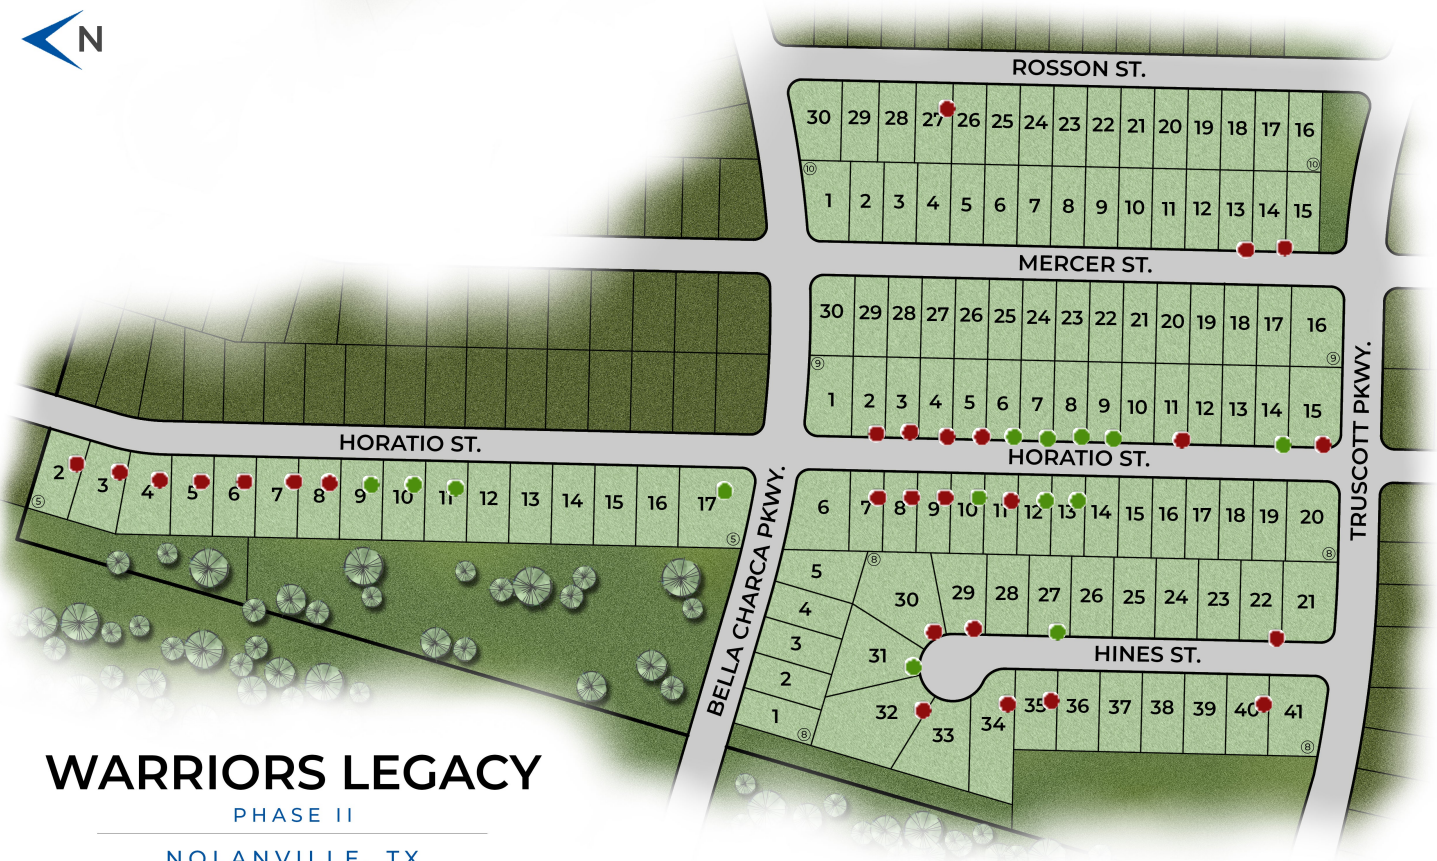 N
ROSSON ST.
30 29 28 27 26 25 24 23 22 21 20 19 18 17 16
10 10
1 2 3 4 5 6 7 8 9 10 11 12 13 14 15
MERCER ST.
30 29 28 27 26 25 24 23 22 21 20 19 18 17 16
9 9
1 2 3 4 5 6 7 8 9 10 11 12 13 14 15
TRUSCOTT PKWY.
HORATIO ST.
HORATIO ST.
2 3 4 5 6 7 8 9 10 11 12 13 14 15 16 17
5 5
BELLA CHARCA PKWY.
6 7 8 9 10 11 12 13 14 15 16 17 18 19 20
8 8
5
4
3
2
1
8
30 29 28 27 26 25 24 23 22 21
31
HINES ST.
32 33 34 35 36 37 38 39 40 41
8
WARRIORS LEGACY
PHASE II
NOLANVILLE, TX